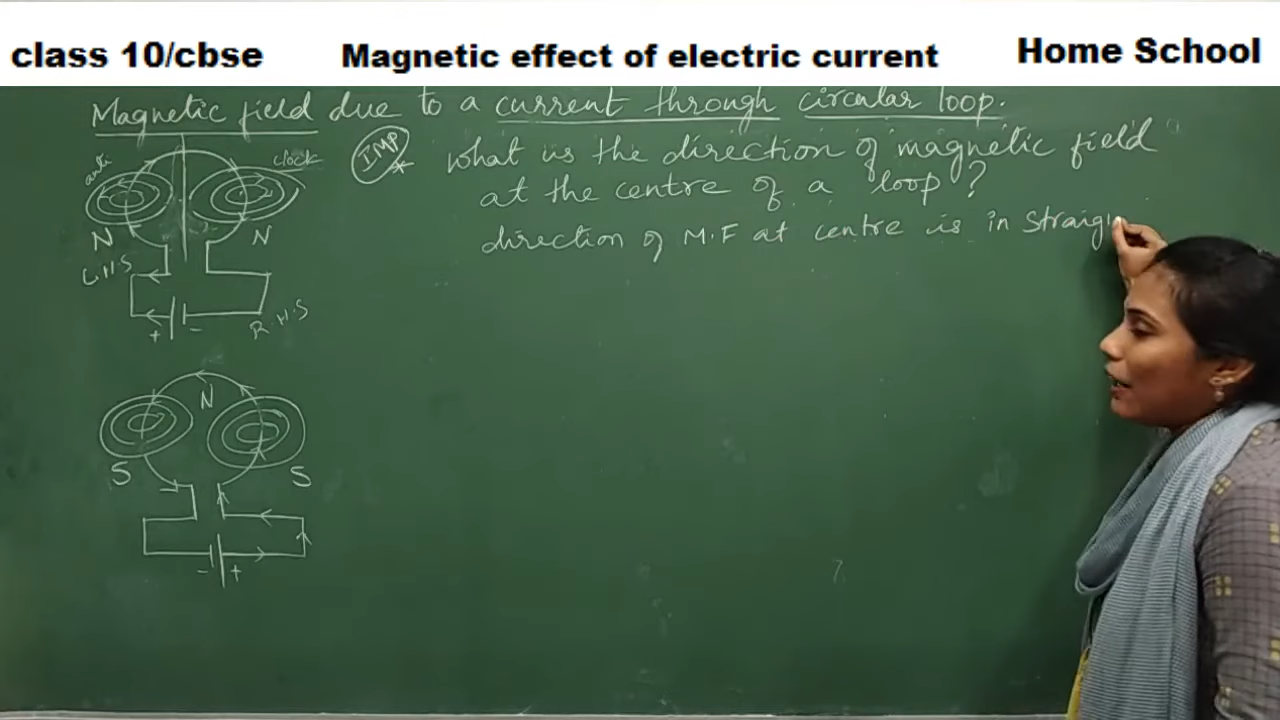 class 10/cbse Magnetic effect of electric current Home School
Magnetic field due to a current through circular loop.
IMP
* What is the direction of magnetic field
at the centre of a loop?
direction of M.F at centre is in straig
anti
clock
N
N
L.H.S
R.H.S
+ -
N
S
S
- +